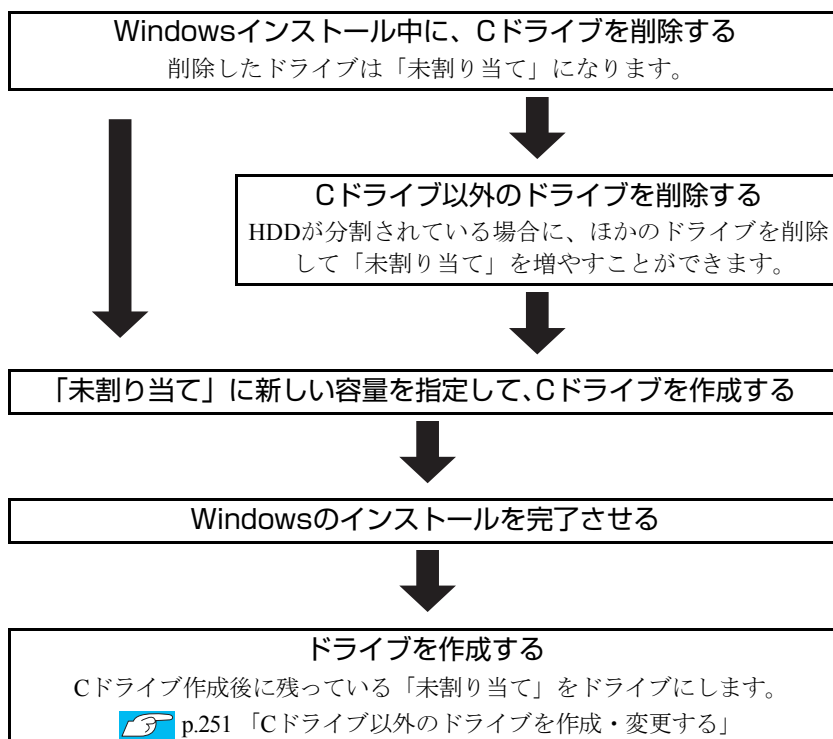 Windowsインストール中に、Cドライブを削除する
削除したドライブは「未割り当て」になります。
Cドライブ以外のドライブを削除する
HDDが分割されている場合に、ほかのドライブを削除
して「未割り当て」を増やすことができます。
「未割り当て」に新しい容量を指定して、Cドライブを作成する
Windowsのインストールを完了させる
ドライブを作成する
Cドライブ作成後に残っている「未割り当て」をドライブにします。
p.251 「Cドライブ以外のドライブを作成・変更する」